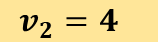 v₂ = 4